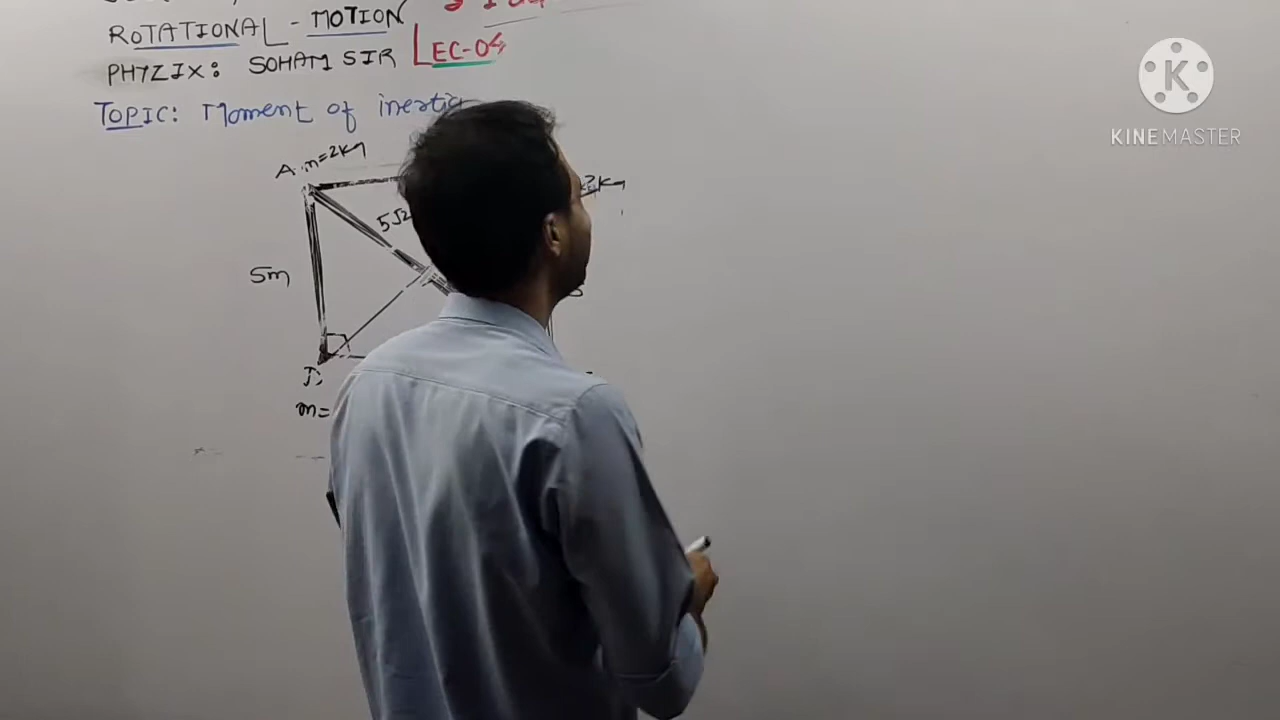 ROTATIONAL - MOTION
LEC-04
PHYZIX: SOHAM SIR
TOPIC: Moment of inertia
A m=2kg
2kg
5√2
5m
D
m=
K
KINEMASTER